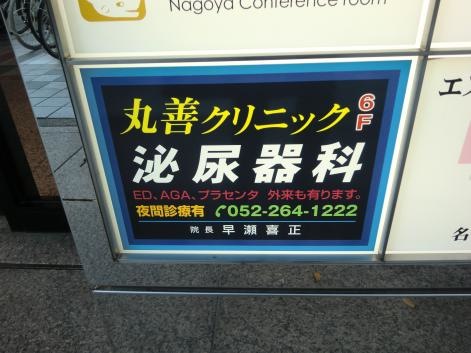 Nagoya Conference room
丸善クリニック 6F
泌尿器科
ED、AGA、プラセンタ 外来も有ります。
夜間診療有 052-264-1222
院長 早瀬喜正
エ
名